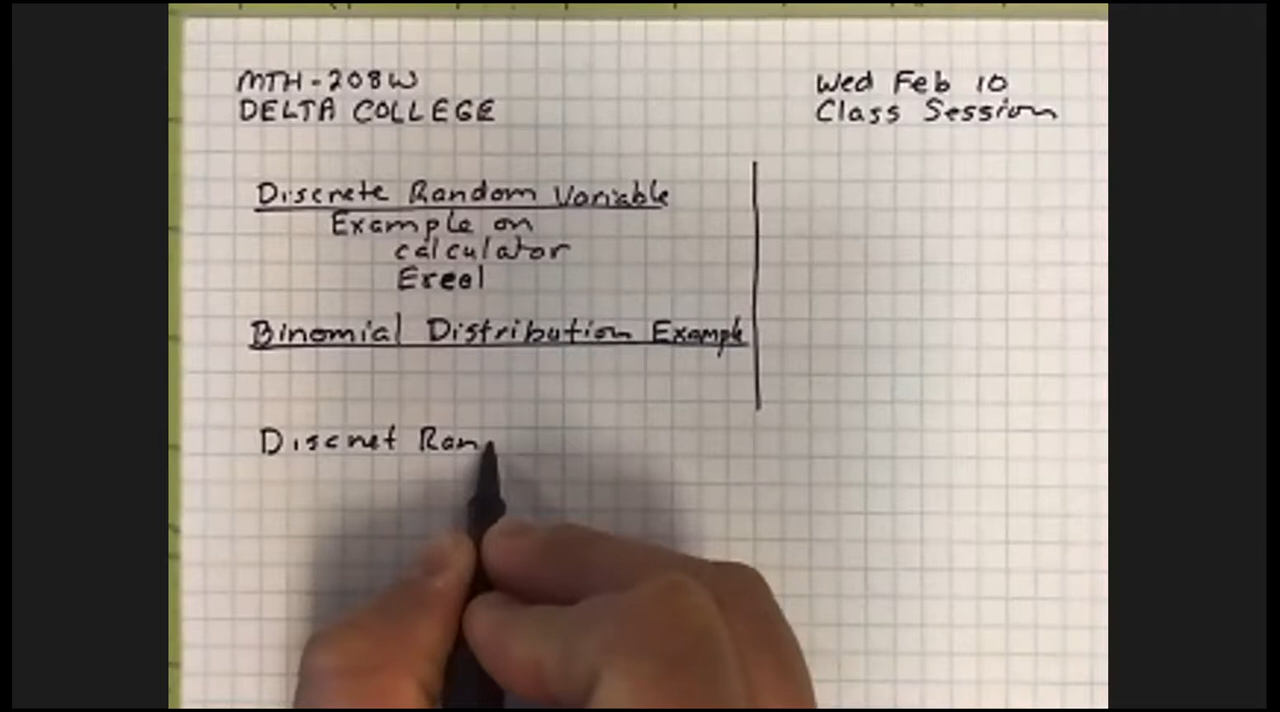 MTH-208W
DELTA COLLEGE
Wed Feb 10
Class Session
Discrete Random Variable
Example on
calculator
Excel
Binomial Distribution Example
Discret Ran